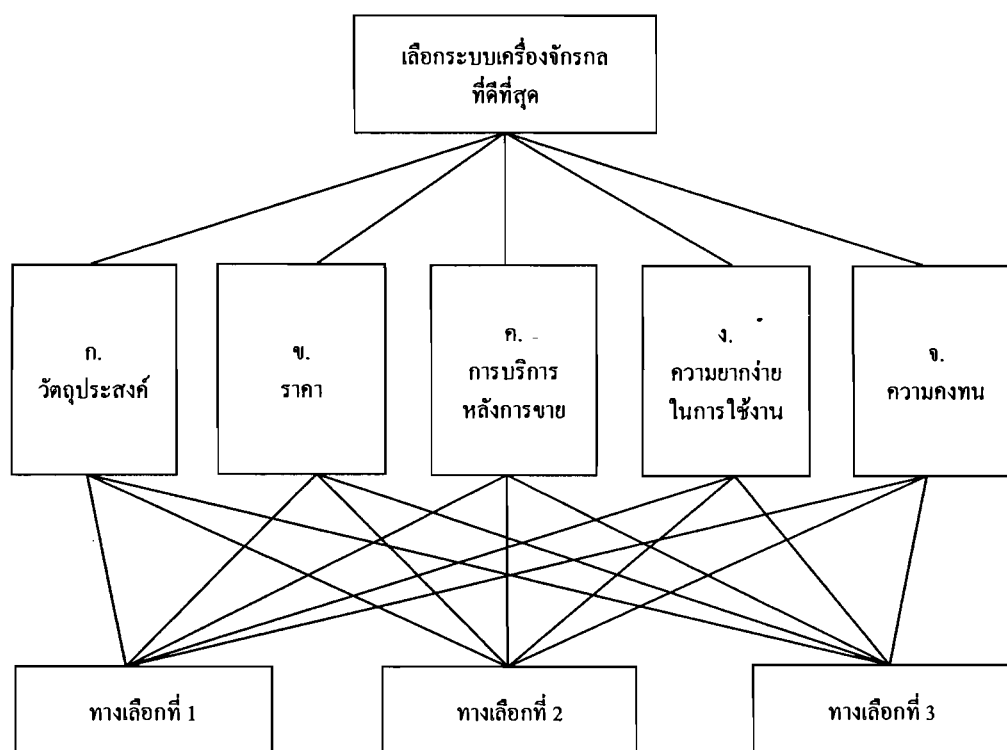 เลือกระบบเครื่องจักรกล
ที่ดีที่สุด
ก.
วัตถุประสงค์
ข.
ราคา
ค.
การบริการ
หลังการขาย
ง.
ความยากง่าย
ในการใช้งาน
จ.
ความคงทน
ทางเลือกที่ 1
ทางเลือกที่ 2
ทางเลือกที่ 3